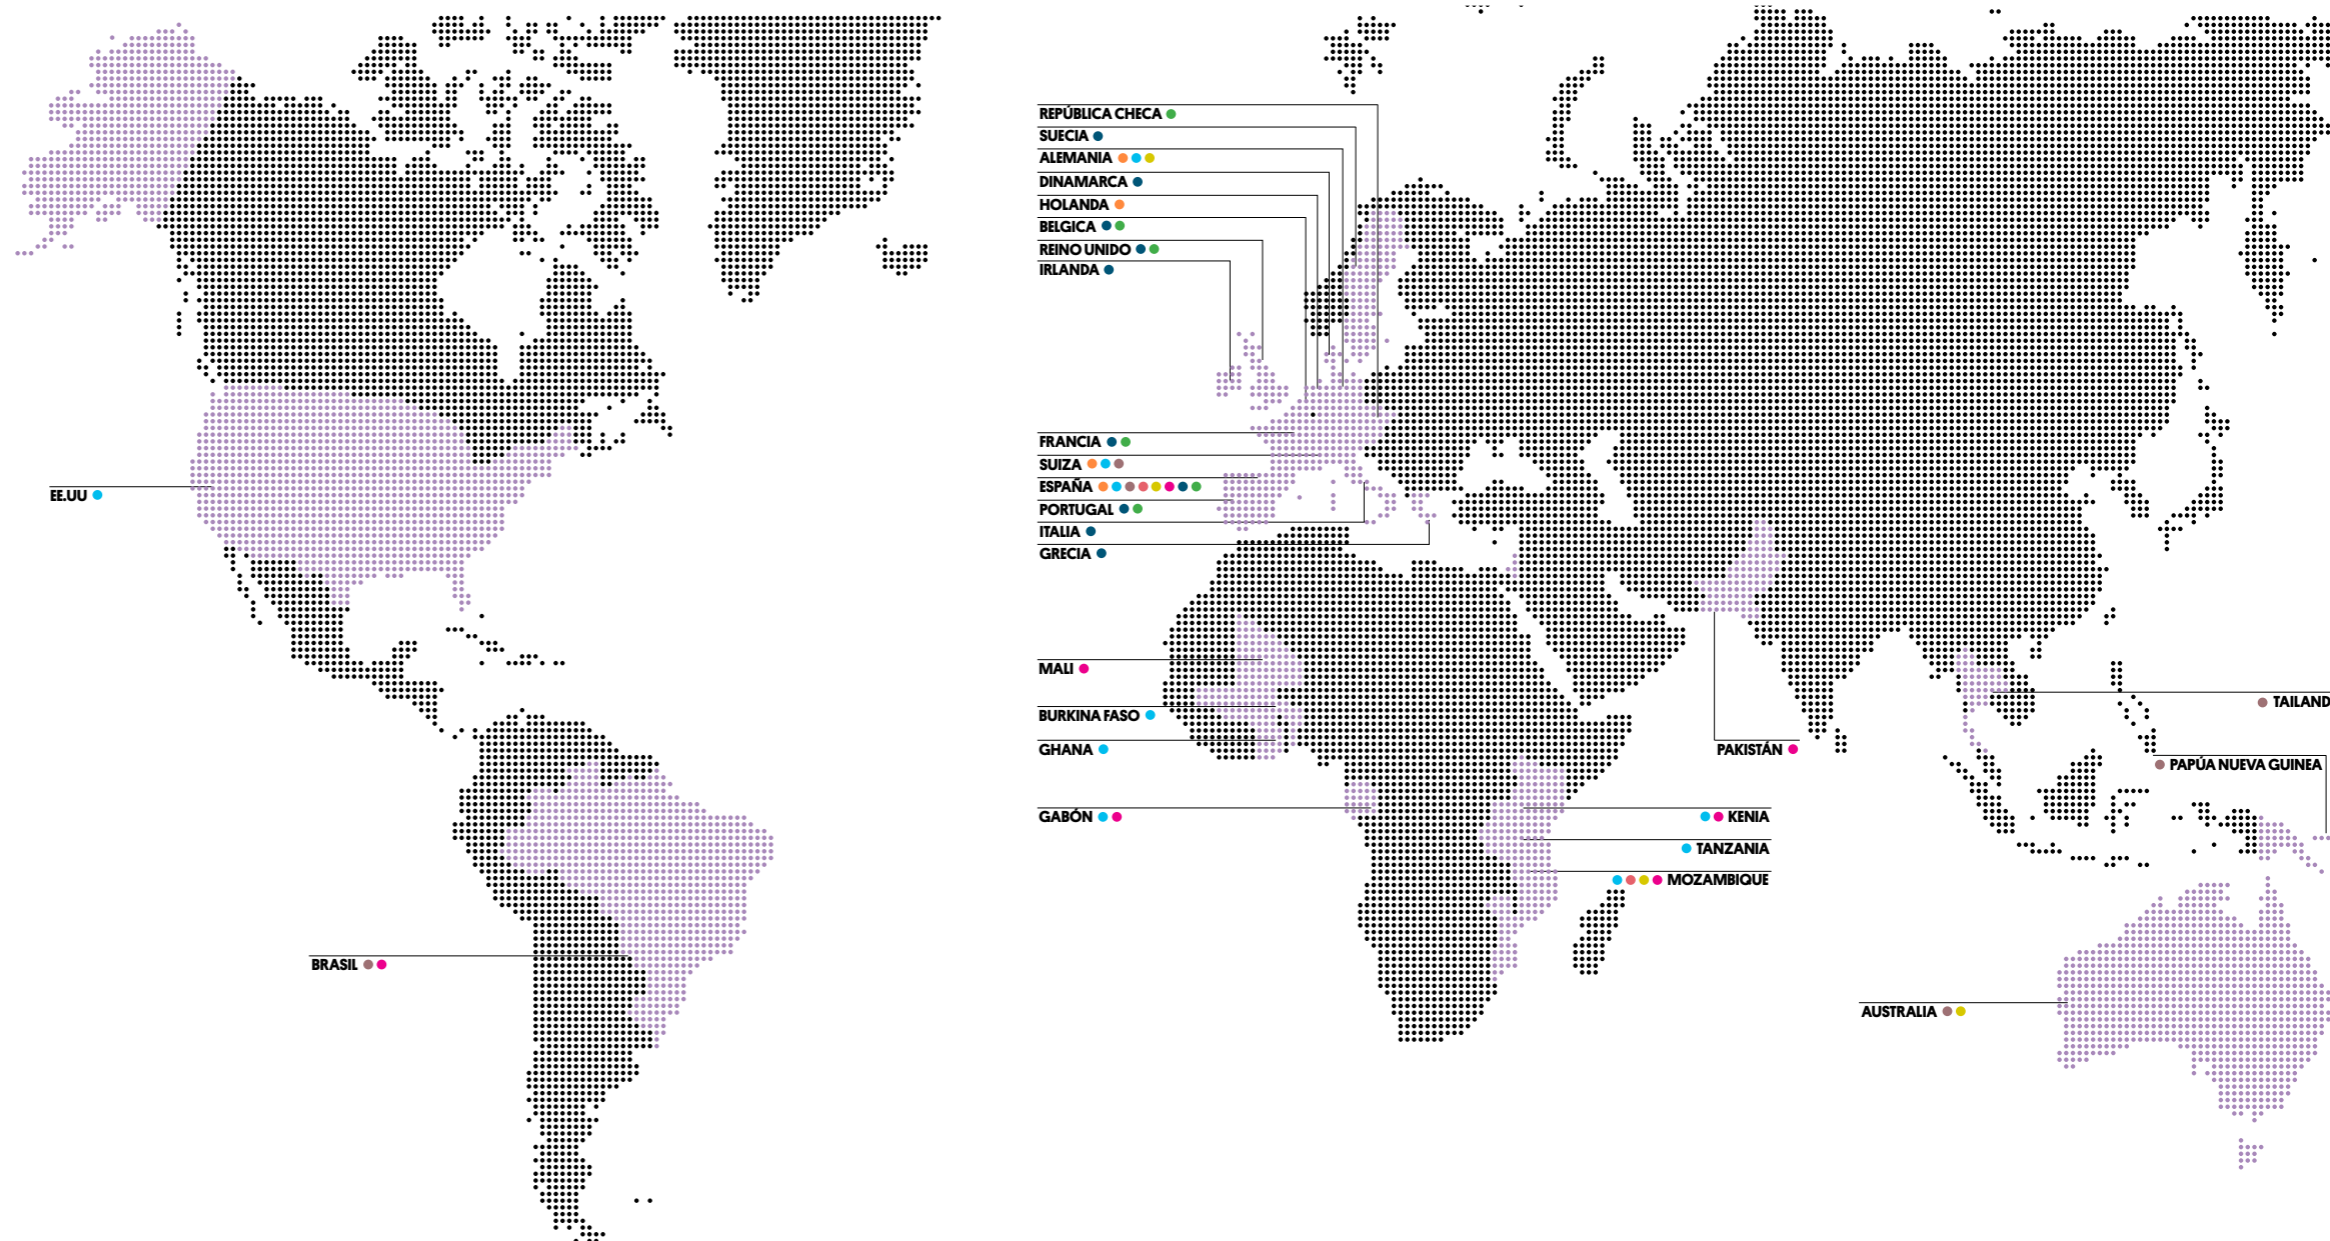 REPÚBLICA CHECA
SUECIA
ALEMANIA
DINAMARCA
HOLANDA
BELGICA
REINO UNIDO
IRLANDA
FRANCIA
SUIZA
ESPAÑA
PORTUGAL
ITALIA
GRECIA
EE.UU
MALI
BURKINA FASO
GHANA
GABÓN
PAKISTÁN
KENIA
TANZANIA
MOZAMBIQUE
TAILAND
PAPÚA NUEVA GUINEA
BRASIL
AUSTRALIA